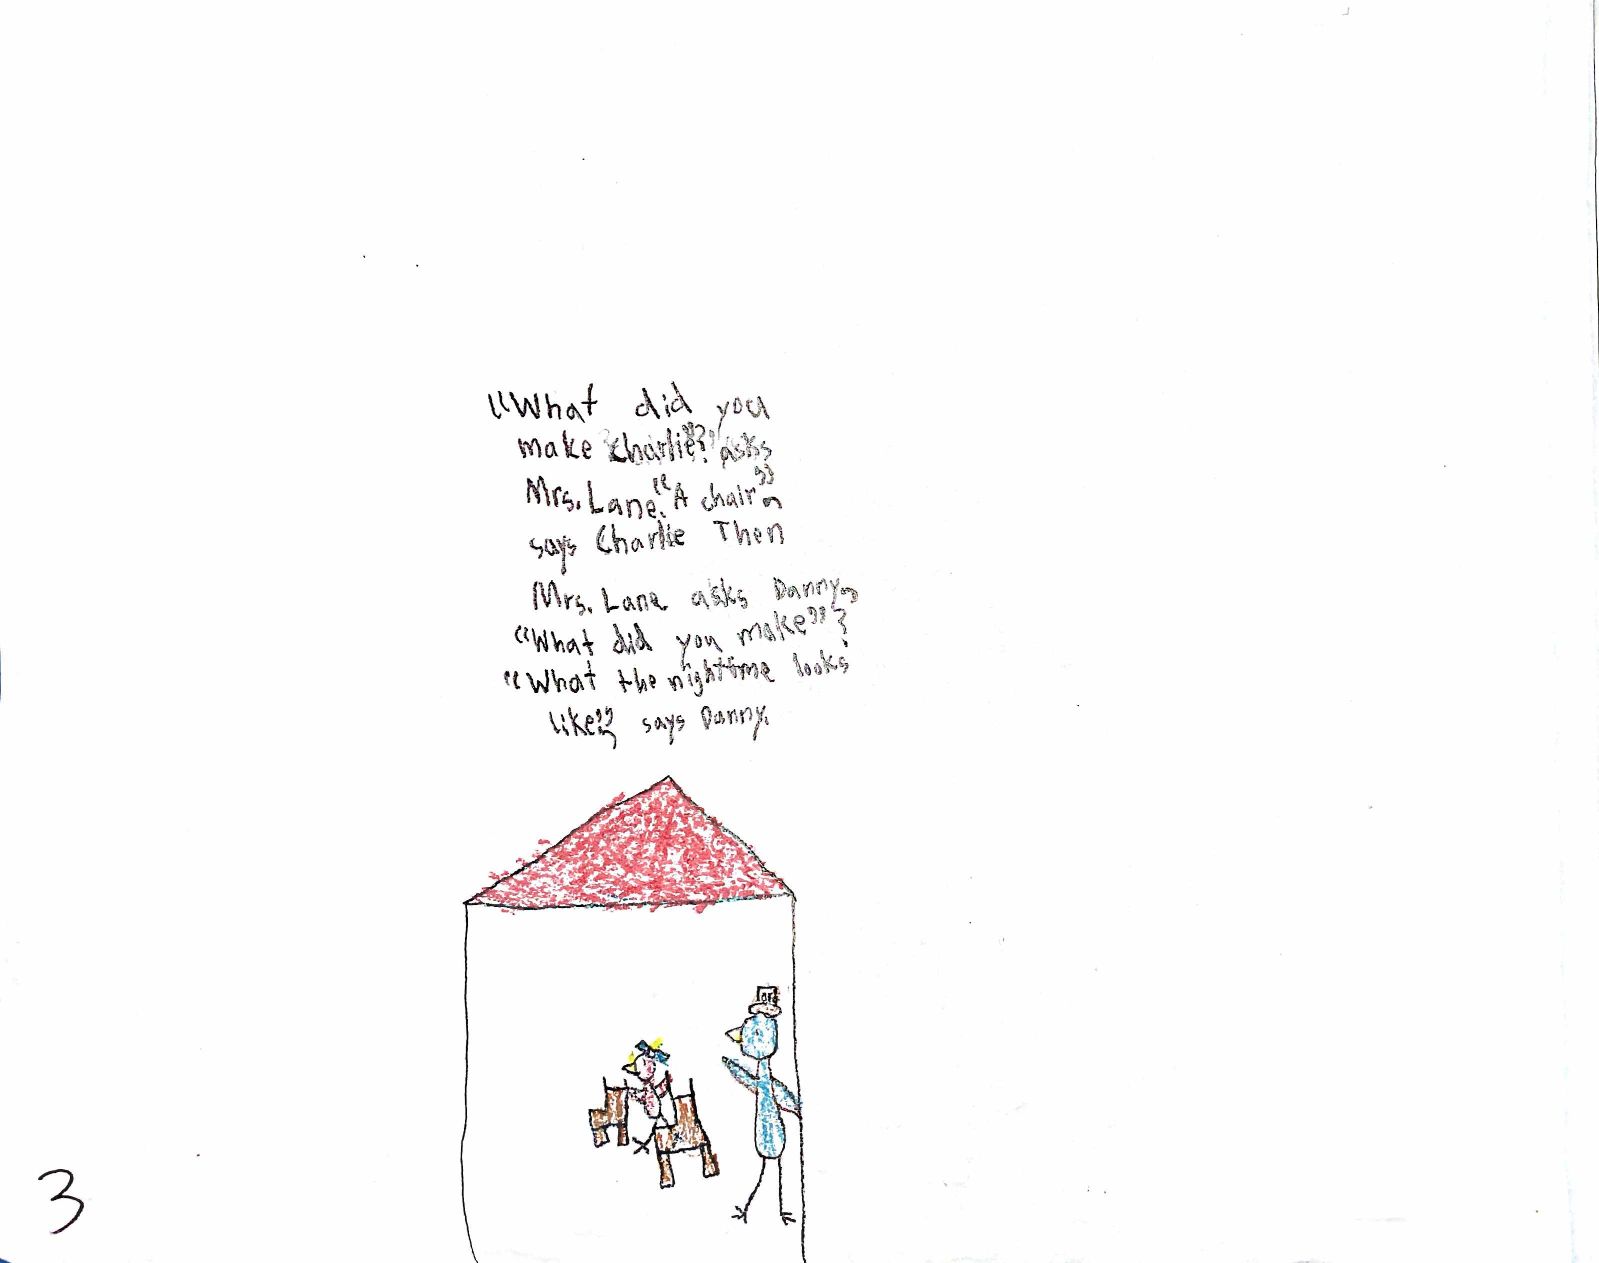 “What did you
make Charlie”? asks
Mrs. Lane. “A chair”,
says Charlie Then
Mrs. Lane asks Danny,
“What did you make”?
“What the nighttime looks
like”, says Danny.
3